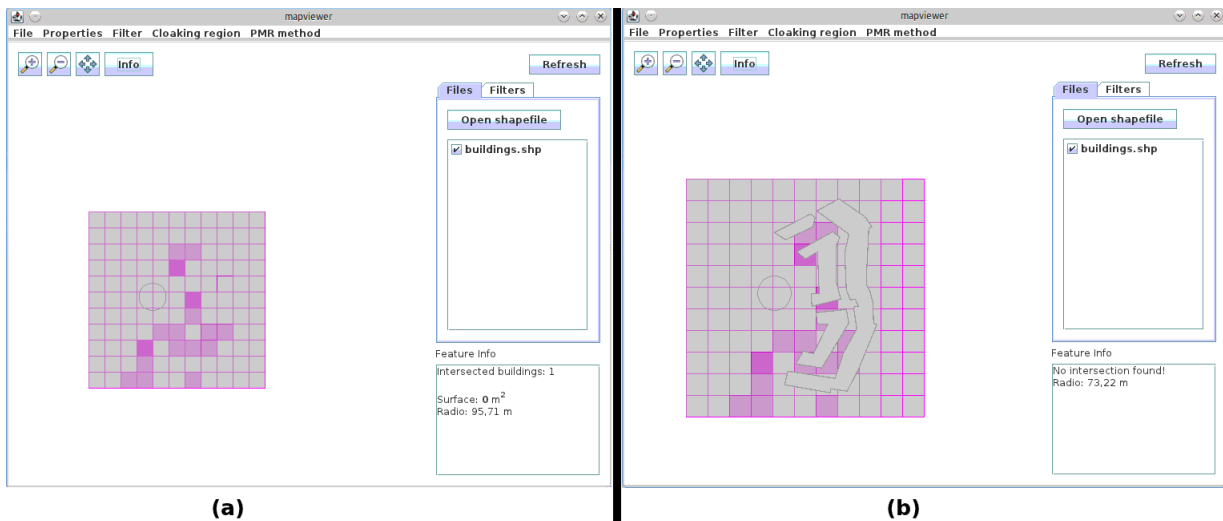 mapviewer
File Properties Filter Cloaking region PMR method
Info
Refresh
Files Filters
Open shapefile
buildings.shp
Feature Info
Intersected buildings: 1
Surface: 0 m²
Radio: 95,71 m
(a)
mapviewer
File Properties Filter Cloaking region PMR method
Info
Refresh
Files Filters
Open shapefile
buildings.shp
Feature Info
No intersection found!
Radio: 73,22 m
(b)